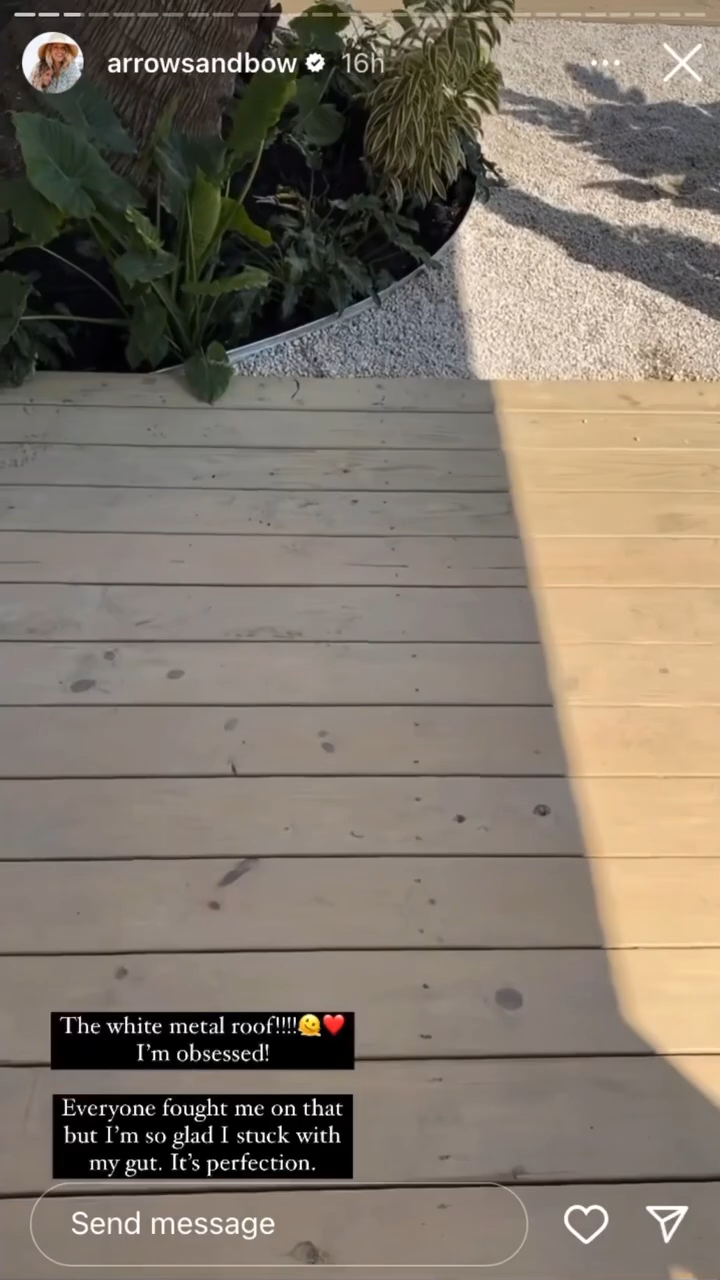 arrowsandbow 16h
The white metal roof!!!!🫠❤️
I'm obsessed!
Everyone fought me on that
but I'm so glad I stuck with
my gut. It's perfection.
Send message